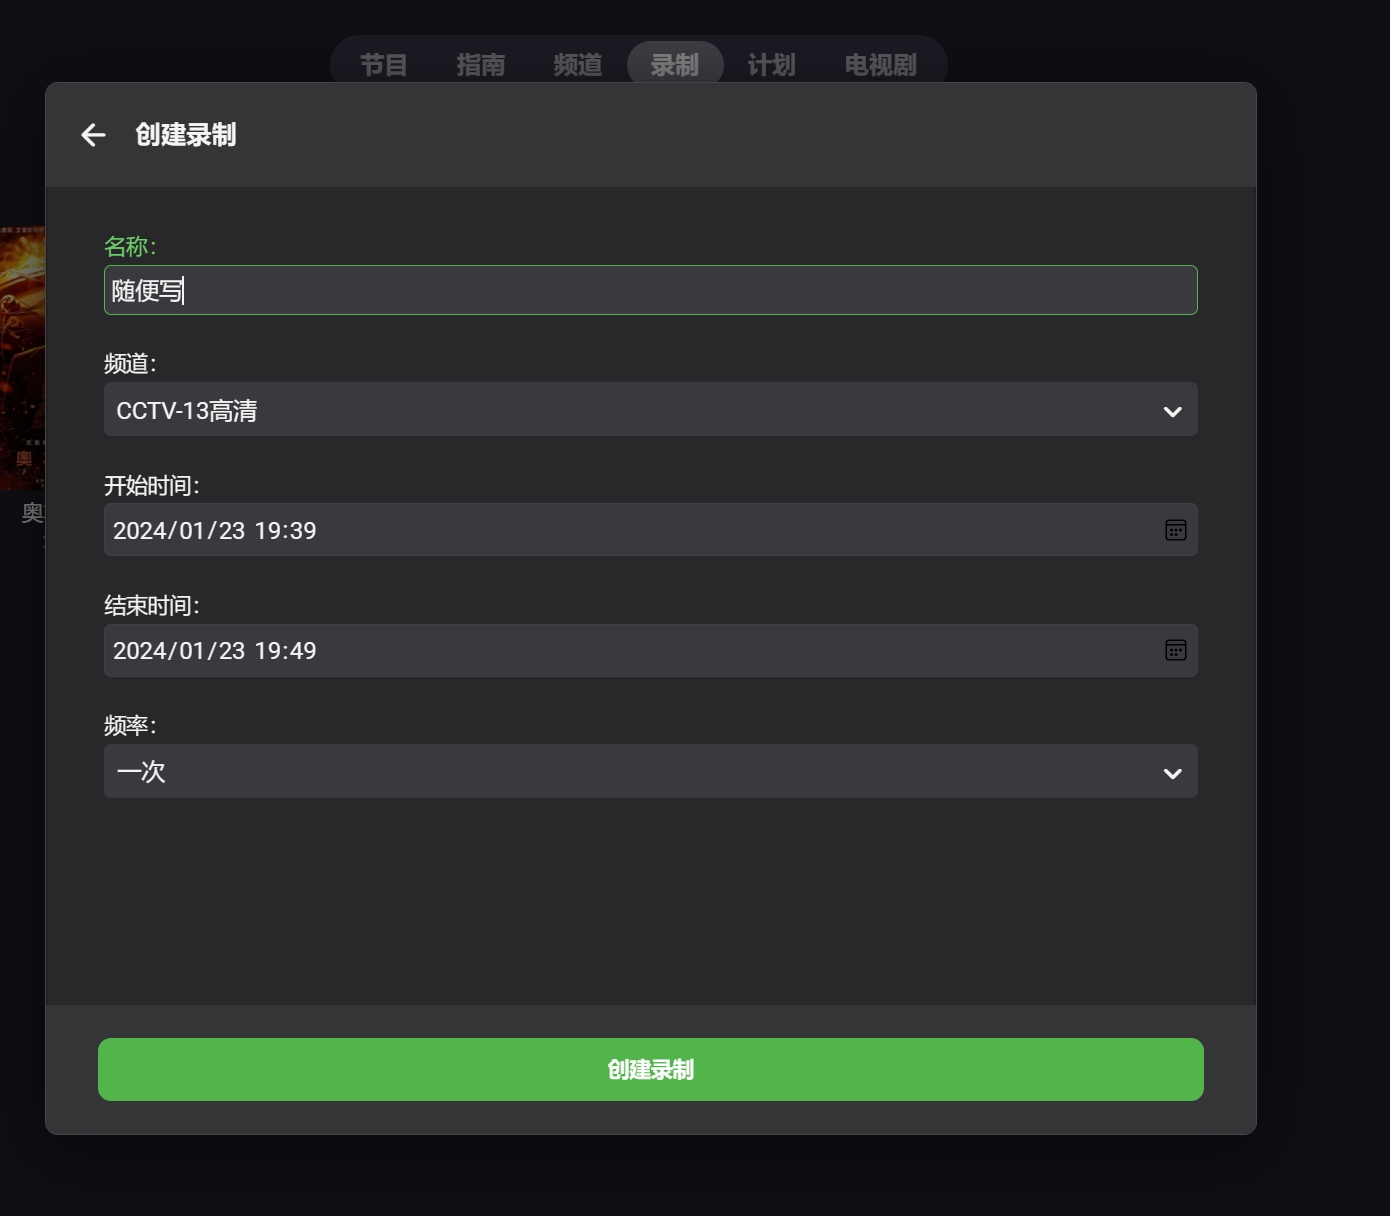 节目 指南 频道 录制 计划 电视剧
创建录制
名称：
随便写
频道：
CCTV-13高清
开始时间：
2024/01/23 19:39
结束时间：
2024/01/23 19:49
频率：
一次
奥
奥
创建录制